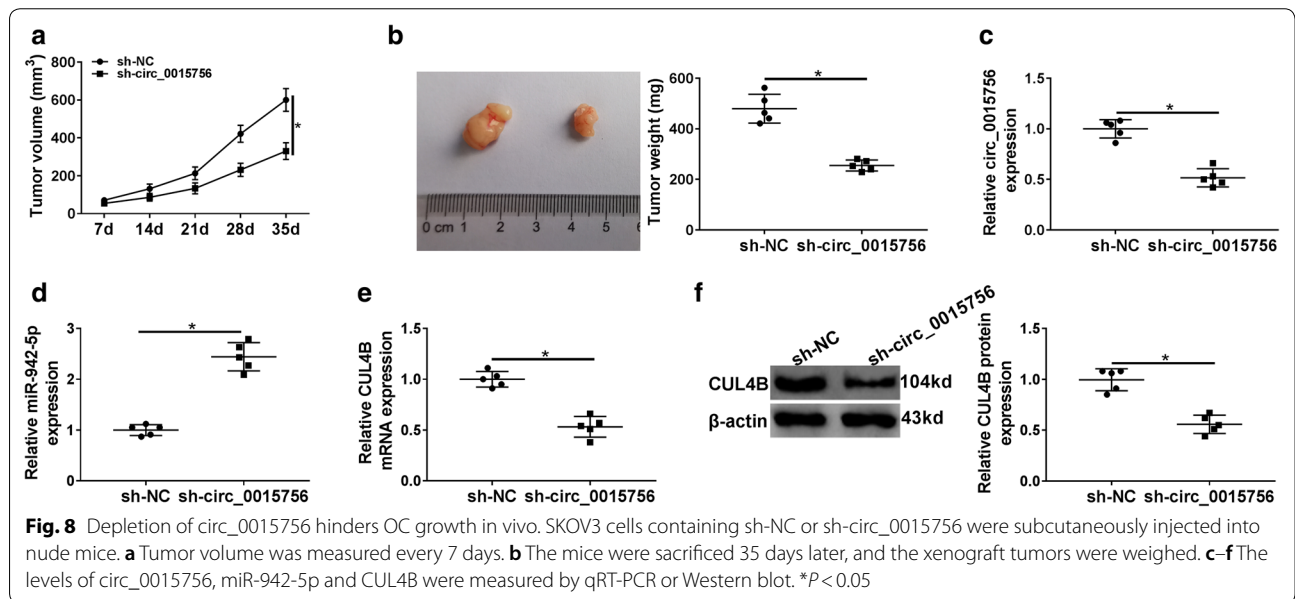 a
sh-NC
sh-circ_0015756
Tumor volume (mm³)
800
600
400
200
0
7d 14d 21d 28d 35d
*
b
0 cm 1 2 3 4 5 6
Tumor weight (mg)
600
400
200
0
*
sh-NC sh-circ_0015756
c
Relative circ_0015756
expression
1.5
1.0
0.5
0.0
*
sh-NC sh-circ_0015756
d
Relative miR-942-5p
expression
3
2
1
0
*
sh-NC sh-circ_0015756
e
Relative CUL4B
mRNA expression
1.5
1.0
0.5
0.0
*
sh-NC sh-circ_0015756
f
sh-NC sh-circ_0015756
CUL4B 104kd
β-actin 43kd
Relative CUL4B protein
expression
1.5
1.0
0.5
0.0
*
sh-NC sh-circ_0015756
Fig. 8 Depletion of circ_0015756 hinders OC growth in vivo. SKOV3 cells containing sh-NC or sh-circ_0015756 were subcutaneously injected into
nude mice. a Tumor volume was measured every 7 days. b The mice were sacrificed 35 days later, and the xenograft tumors were weighed. c–f The
levels of circ_0015756, miR-942-5p and CUL4B were measured by qRT-PCR or Western blot. *P < 0.05